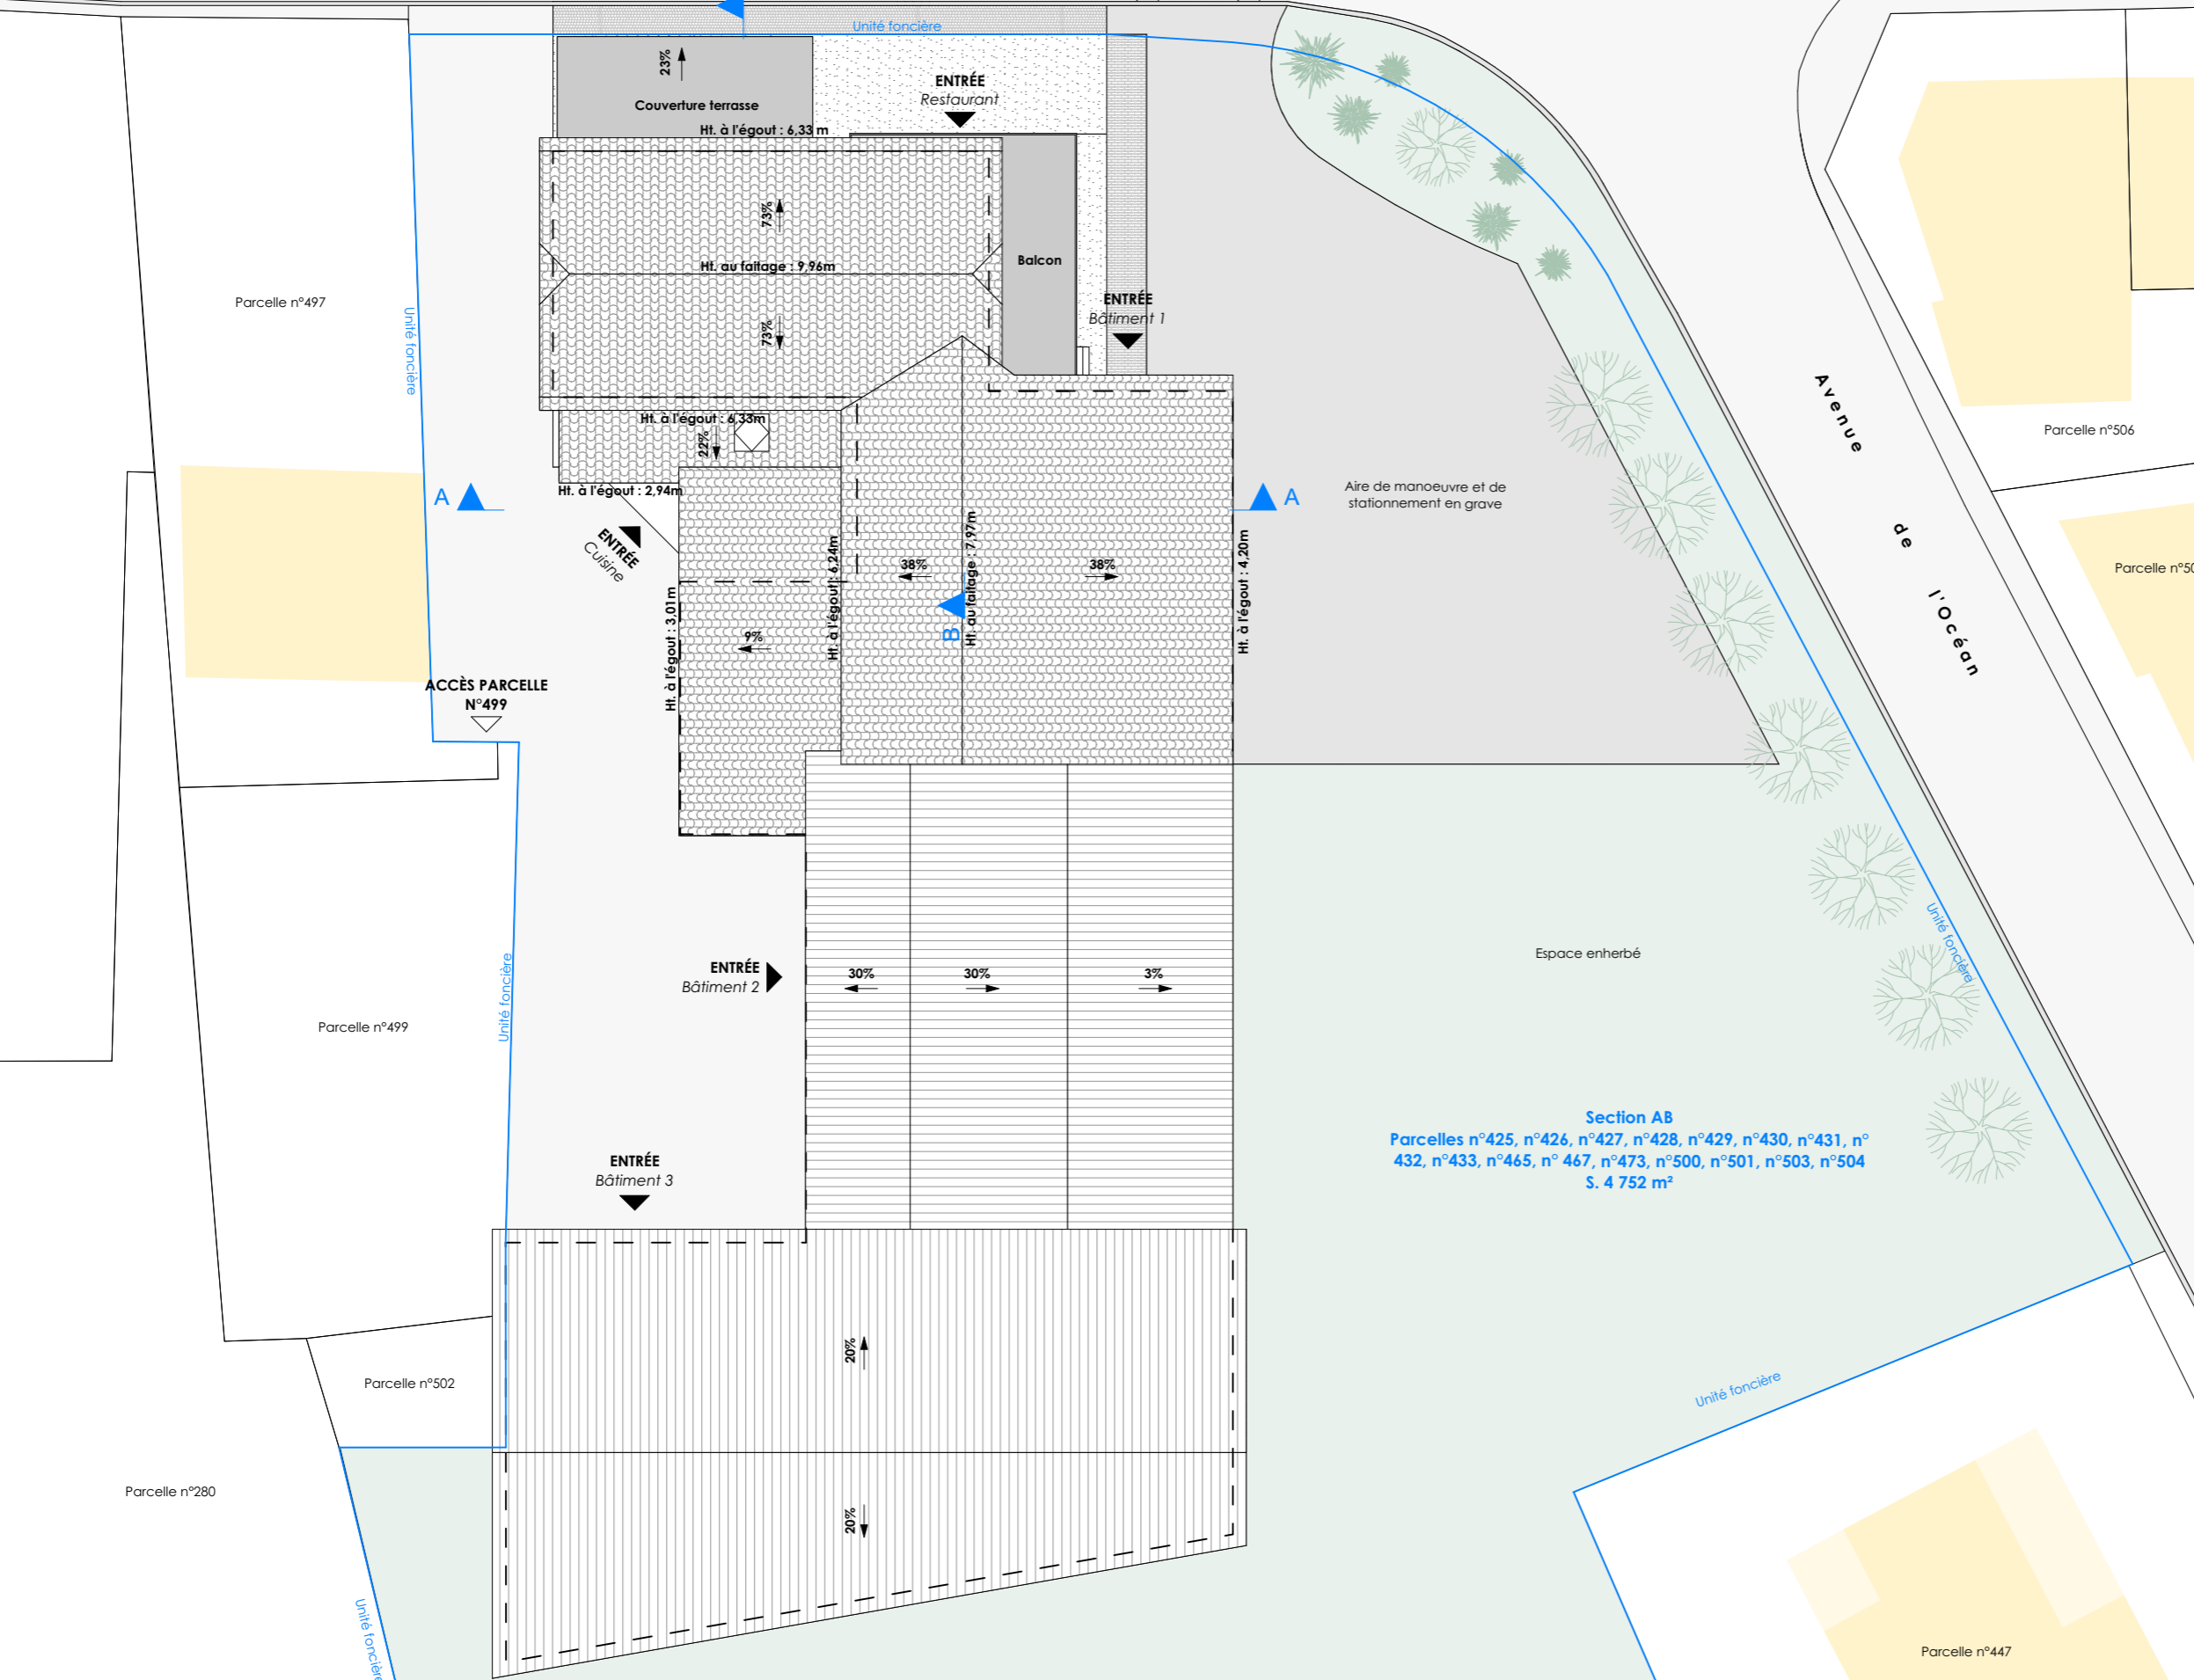 Unité foncière
23%
Couverture terrasse
ENTRÉE
Restaurant
Ht. à l'égout : 6,33 m
73%
Ht. au faitage : 9,96m
73%
Balcon
ENTRÉE
Bâtiment 1
Parcelle n°497
Unité foncière
Ht. à l'égout : 6,33m
22%
Ht. à l'égout : 2,94m
A
A
ENTRÉE
Cuisine
Aire de manoeuvre et de
stationnement en grave
Avenue
de
l'Océan
Parcelle n°506
Parcelle n°50
Ht. à l'égout : 3,01m
9%
Ht. à l'égout : 6,24m
38%
B
Ht. au faitage : 7,97m
38%
Ht. à l'égout : 4,20m
ACCÈS PARCELLE
N°499
ENTRÉE
Bâtiment 2
30%
30%
3%
Espace enherbé
Unité foncière
Unité foncière
Parcelle n°499
Section AB
Parcelles n°425, n°426, n°427, n°428, n°429, n°430, n°431, n°
432, n°433, n°465, n° 467, n°473, n°500, n°501, n°503, n°504
S. 4 752 m²
ENTRÉE
Bâtiment 3
20%
Parcelle n°502
Unité foncière
Parcelle n°280
20%
Unité foncière
Parcelle n°447